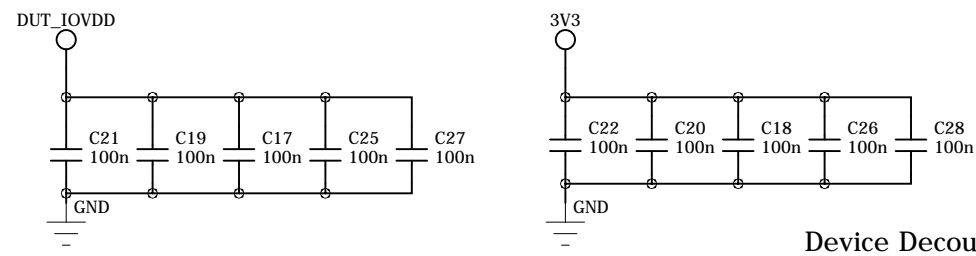 DUT_IOVDD
3V3
C21
100n
C19
100n
C17
100n
C25
100n
C27
100n
C22
100n
C20
100n
C18
100n
C26
100n
C28
100n
GND
GND
Device Decou